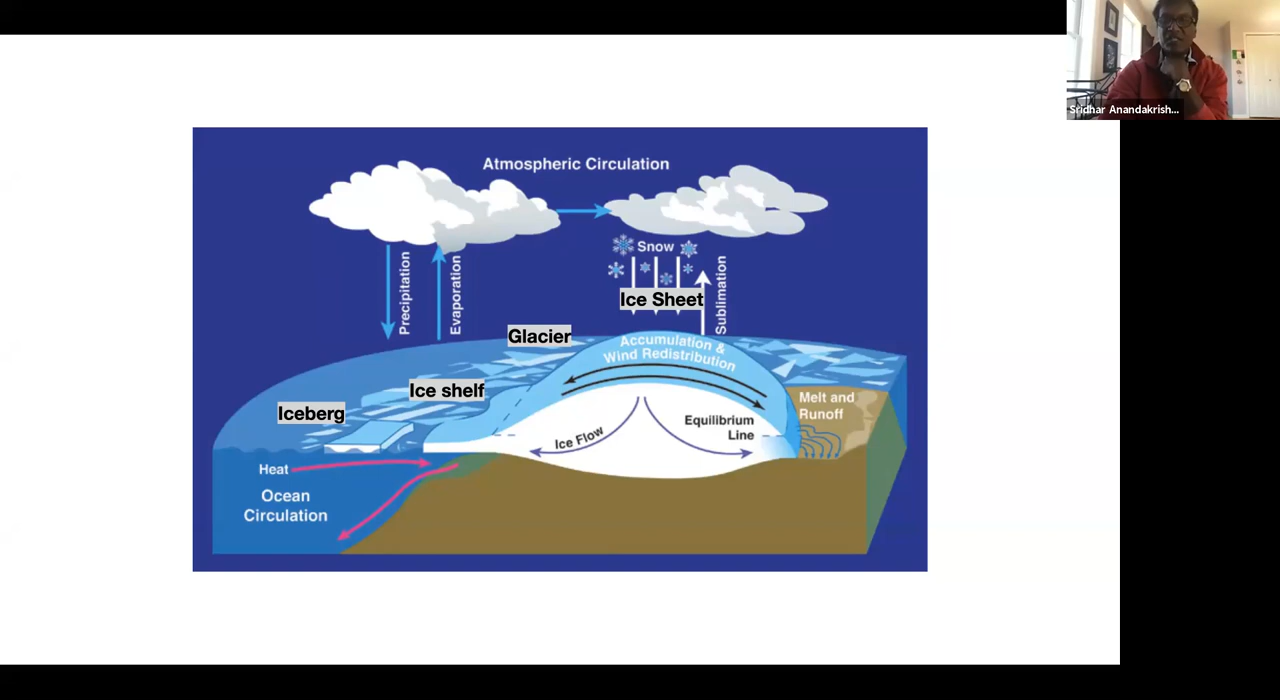 Sridhar Anandakrish...
Atmospheric Circulation
Snow
Precipitation
Evaporation
Ice Sheet
Sublimation
Glacier
Accumulation &
Wind Redistribution
Ice shelf
Iceberg
Melt and
Runoff
Equilibrium
Line
Ice Flow
Heat
Ocean
Circulation